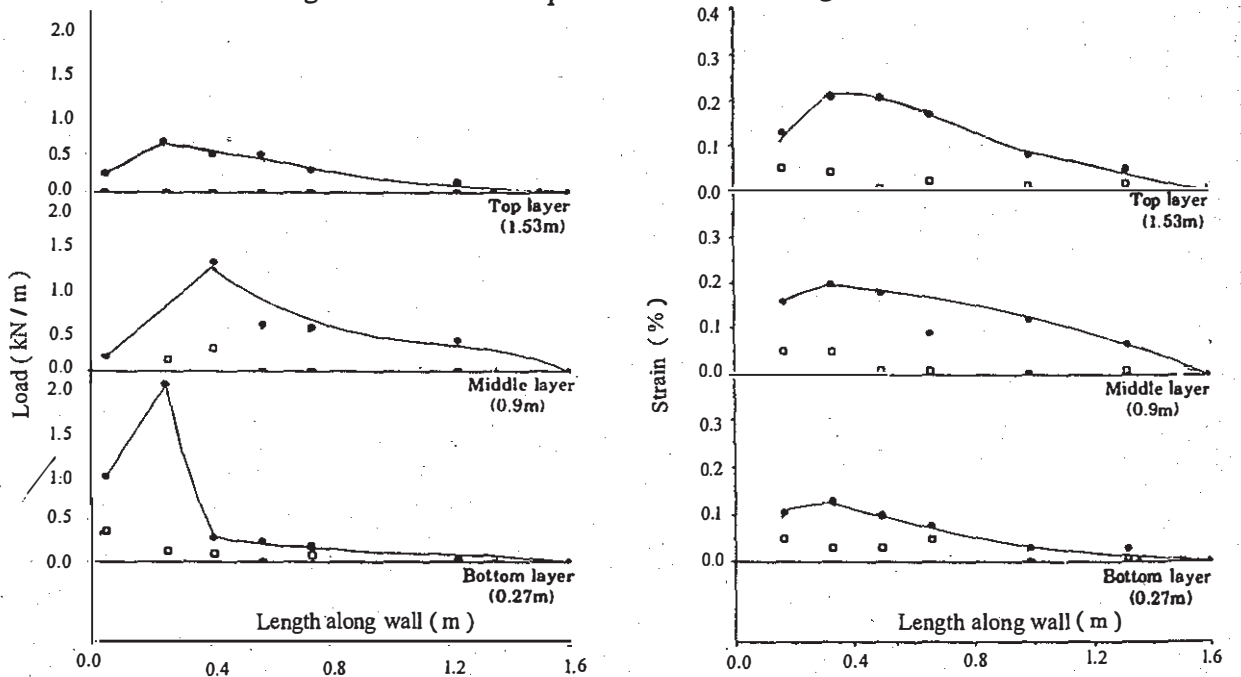 2.0
1.5
1.0
0.5
0.0
Top layer
(1.53m)
2.0
1.5
1.0
0.5
0.0
Middle layer
(0.9m)
2.0
1.5
1.0
0.5
0.0
Bottom layer
(0.27m)
Load ( kN / m )
Length along wall ( m )
0.0 0.4 0.8 1.2 1.6
0.4
0.3
0.2
0.1
0.0
Top layer
(1.53m)
0.3
0.2
0.1
0.0
Middle layer
(0.9m)
0.3
0.2
0.1
0.0
Bottom layer
(0.27m)
Strain ( % )
Length along wall ( m )
0.0 0.4 0.8 1.2 1.6